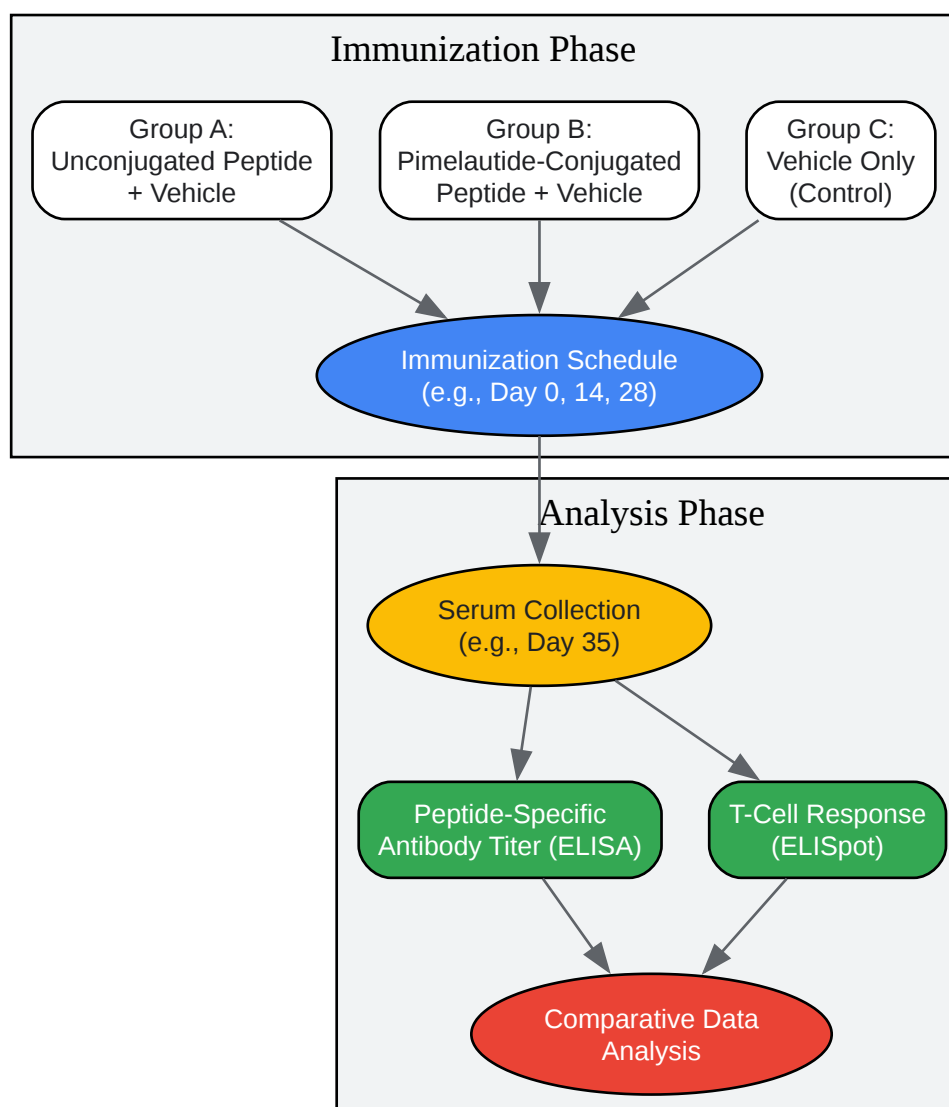 Immunization Phase
Group A:
Unconjugated Peptide
+ Vehicle
Group B:
Pimelautide-Conjugated
Peptide + Vehicle
Group C:
Vehicle Only
(Control)
Immunization Schedule
(e.g., Day 0, 14, 28)
Analysis Phase
Serum Collection
(e.g., Day 35)
Peptide-Specific
Antibody Titer (ELISA)
T-Cell Response
(ELISpot)
Comparative Data
Analysis